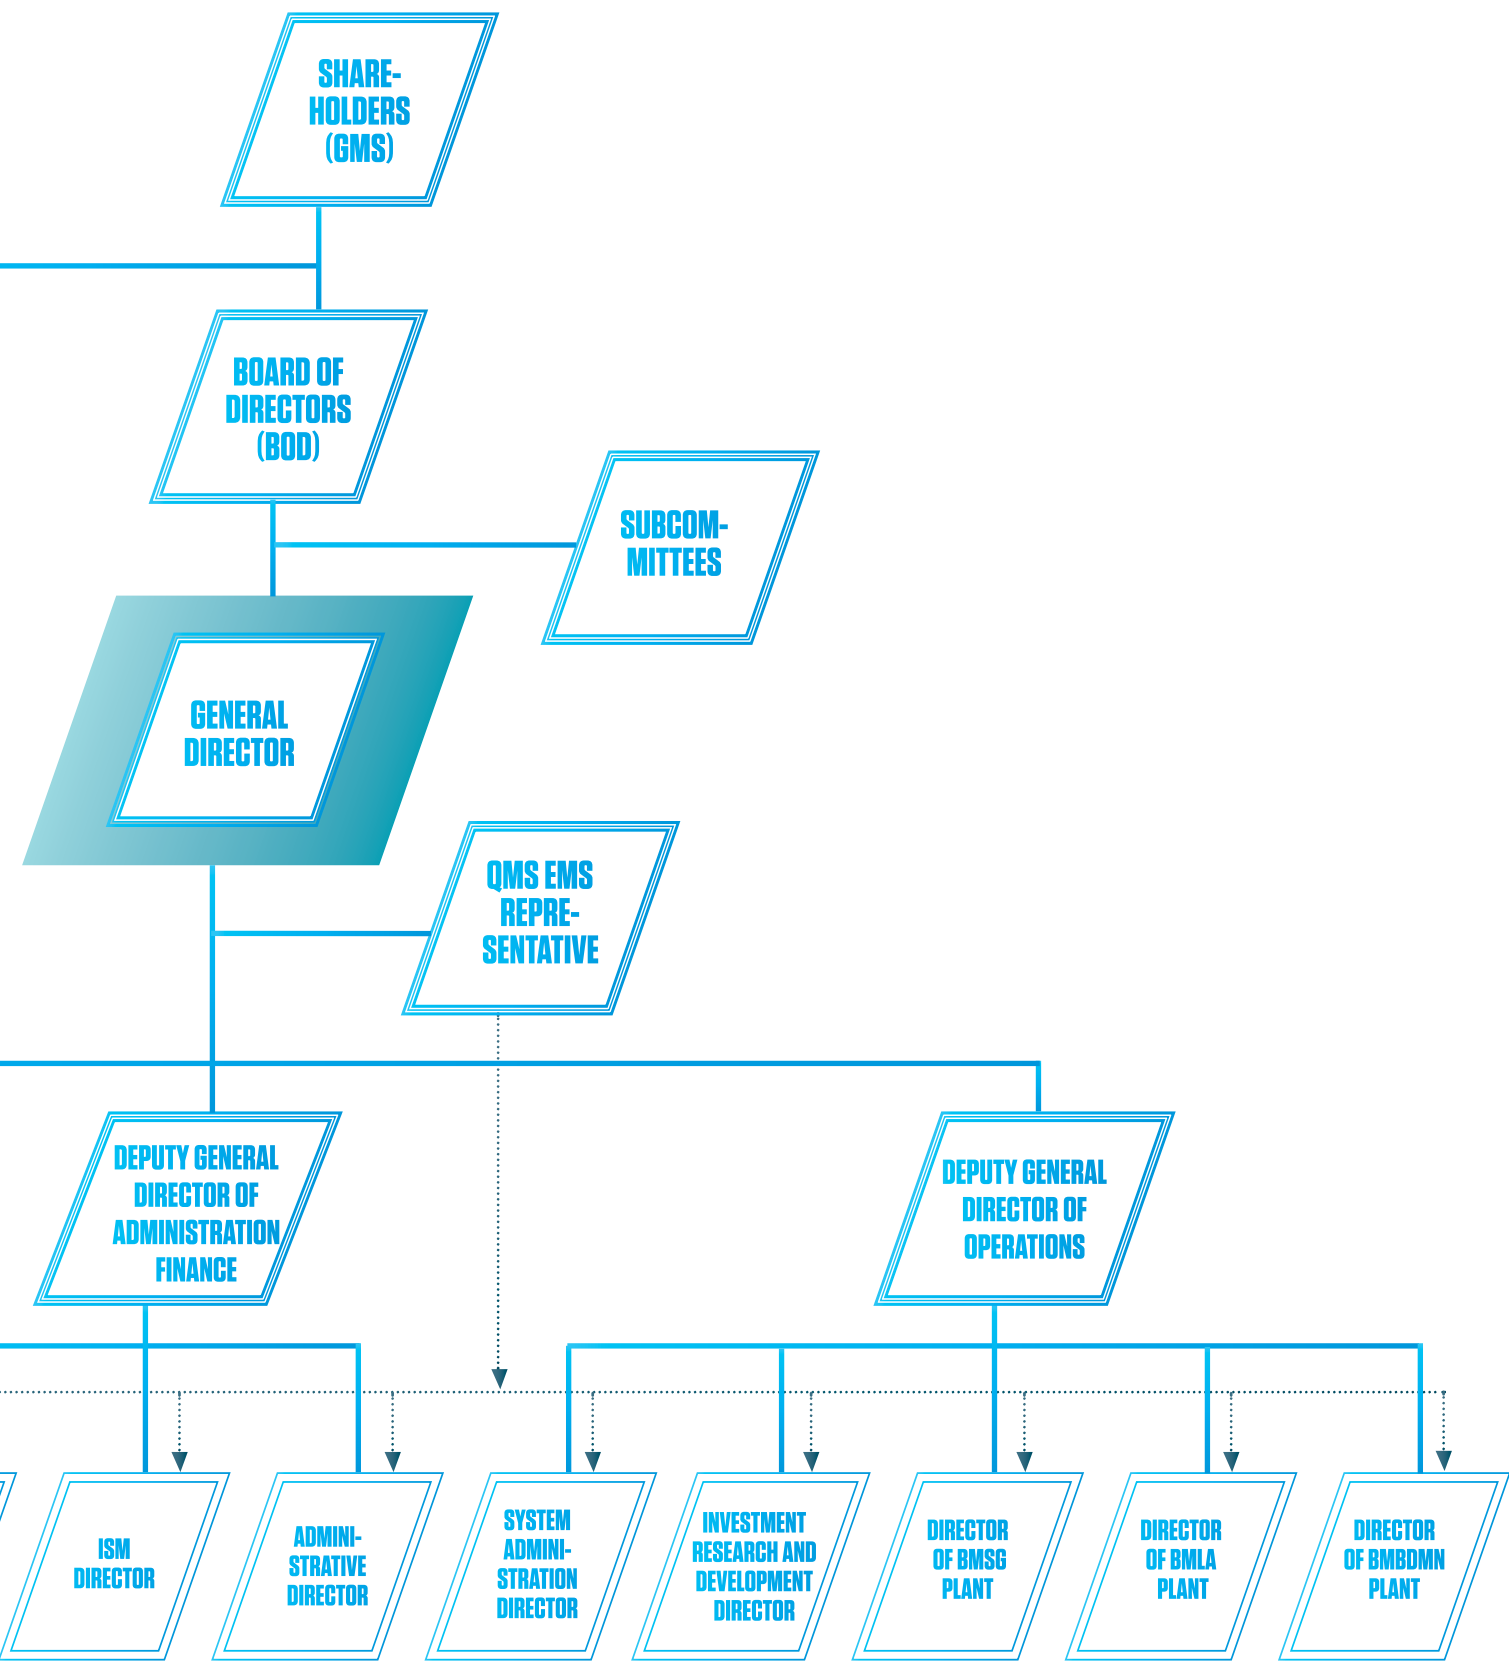 SHARE-
HOLDERS
(GMS)
BOARD OF
DIRECTORS
(BOD)
SUBCOM-
MITTEES
GENERAL
DIRECTOR
QMS EMS
REPRE-
SENTATIVE
DEPUTY GENERAL
DIRECTOR OF
ADMINISTRATION
FINANCE
DEPUTY GENERAL
DIRECTOR OF
OPERATIONS
ISM
DIRECTOR
ADMINI-
STRATIVE
DIRECTOR
SYSTEM
ADMINI-
STRATION
DIRECTOR
INVESTMENT
RESEARCH AND
DEVELOPMENT
DIRECTOR
DIRECTOR
OF BMSG
PLANT
DIRECTOR
OF BMLA
PLANT
DIRECTOR
OF BMBDMN
PLANT